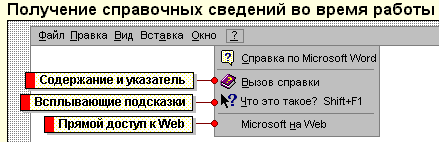 Получение справочных сведений во время работы
Файл Правка Вид Вставка Окно ?
Справка по Microsoft Word
Содержание и указатель Вызов справки
Всплывающие подсказки Что это такое? Shift+F1
Прямой доступ к Web Microsoft на Web